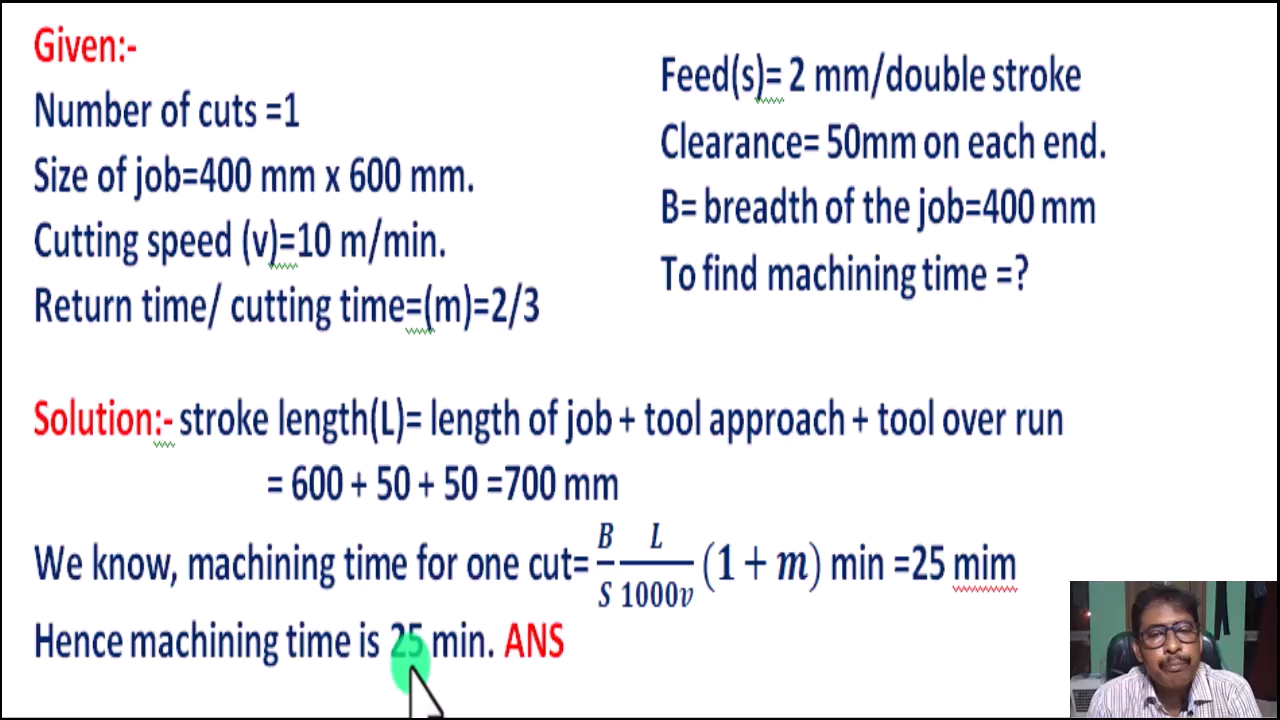 Given:-
Number of cuts =1
Size of job=400 mm x 600 mm.
Cutting speed (v)=10 m/min.
Return time/ cutting time=(m)=2/3
Feed(s)= 2 mm/double stroke
Clearance= 50mm on each end.
B= breadth of the job=400 mm
To find machining time =?
Solution:- stroke length(L)= length of job + tool approach + tool over run
= 600 + 50 + 50 =700 mm
We know, machining time for one cut= B/S L/1000v (1 + m) min =25 mim
Hence machining time is 25 min. ANS